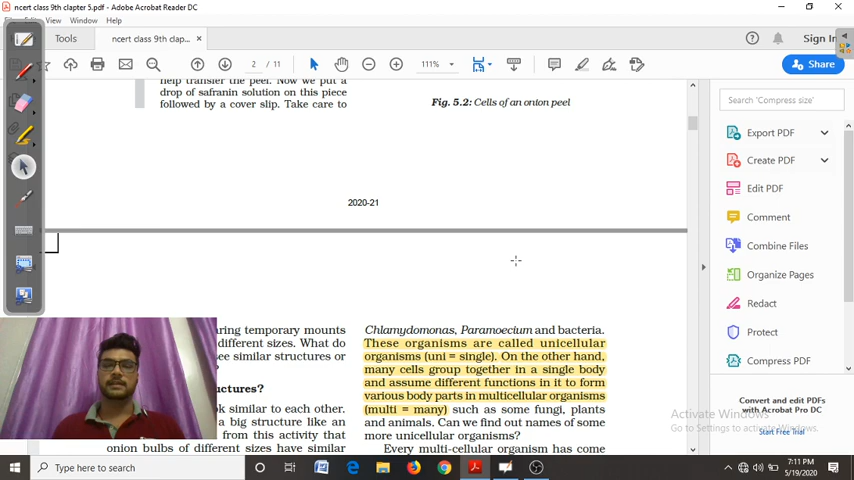 ncert class 9th chapter 5.pdf - Adobe Acrobat Reader DC
Edit View Window Help
Tools
ncert class 9th clap... ×
Sign In
2 / 11
111%
Share
help transfer the peel. Now we put a
drop of safranin solution on this piece
followed by a cover slip. Take care to
Fig. 5.2: Cells of an onion peel
2020-21
uring temporary mounts
different sizes. What do
see similar structures or
?
uctures?
ok similar to each other.
a big structure like an
from this activity that
onion bulbs of different sizes have similar
Chlamydomonas, Paramoecium and bacteria.
These organisms are called unicellular
organisms (uni = single). On the other hand,
many cells group together in a single body
and assume different functions in it to form
various body parts in multicellular organisms
(multi = many) such as some fungi, plants
and animals. Can we find out names of some
more unicellular organisms?
Every multi-cellular organism has come
Search 'Compress size'
Export PDF
Create PDF
Edit PDF
Comment
Combine Files
Organize Pages
Redact
Protect
Compress PDF
Convert and edit PDFs
with Acrobat Pro DC
Start Free Trial
Activate Windows
Go to Settings to activate Windows.
Type here to search
7:11 PM
5/19/2020